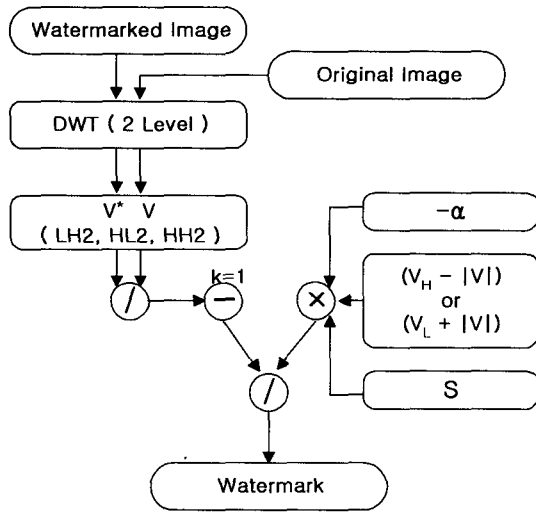 Watermarked Image
Original Image
DWT ( 2 Level )
V* V
( LH2, HL2, HH2 )
-α
k=1
/
−
×
(V_H − |V|)
or
(V_L + |V|)
/
S
Watermark